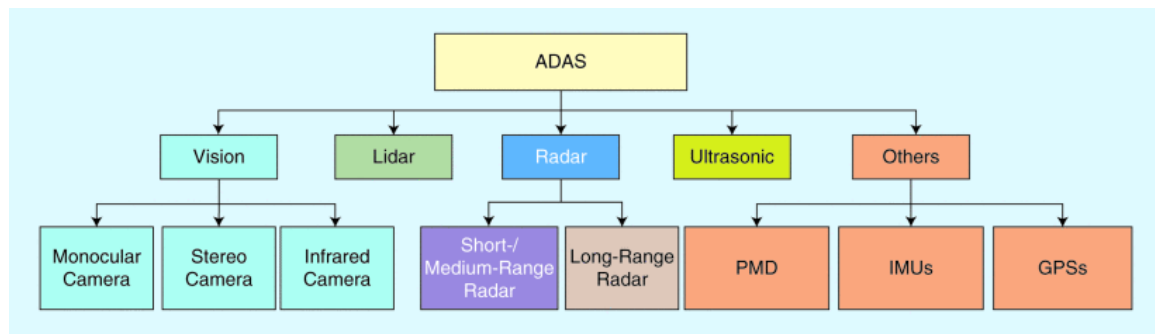 ADAS
Vision
Lidar
Radar
Ultrasonic
Others
Monocular
Camera
Stereo
Camera
Infrared
Camera
Short-/
Medium-Range
Radar
Long-Range
Radar
PMD
IMUs
GPSs